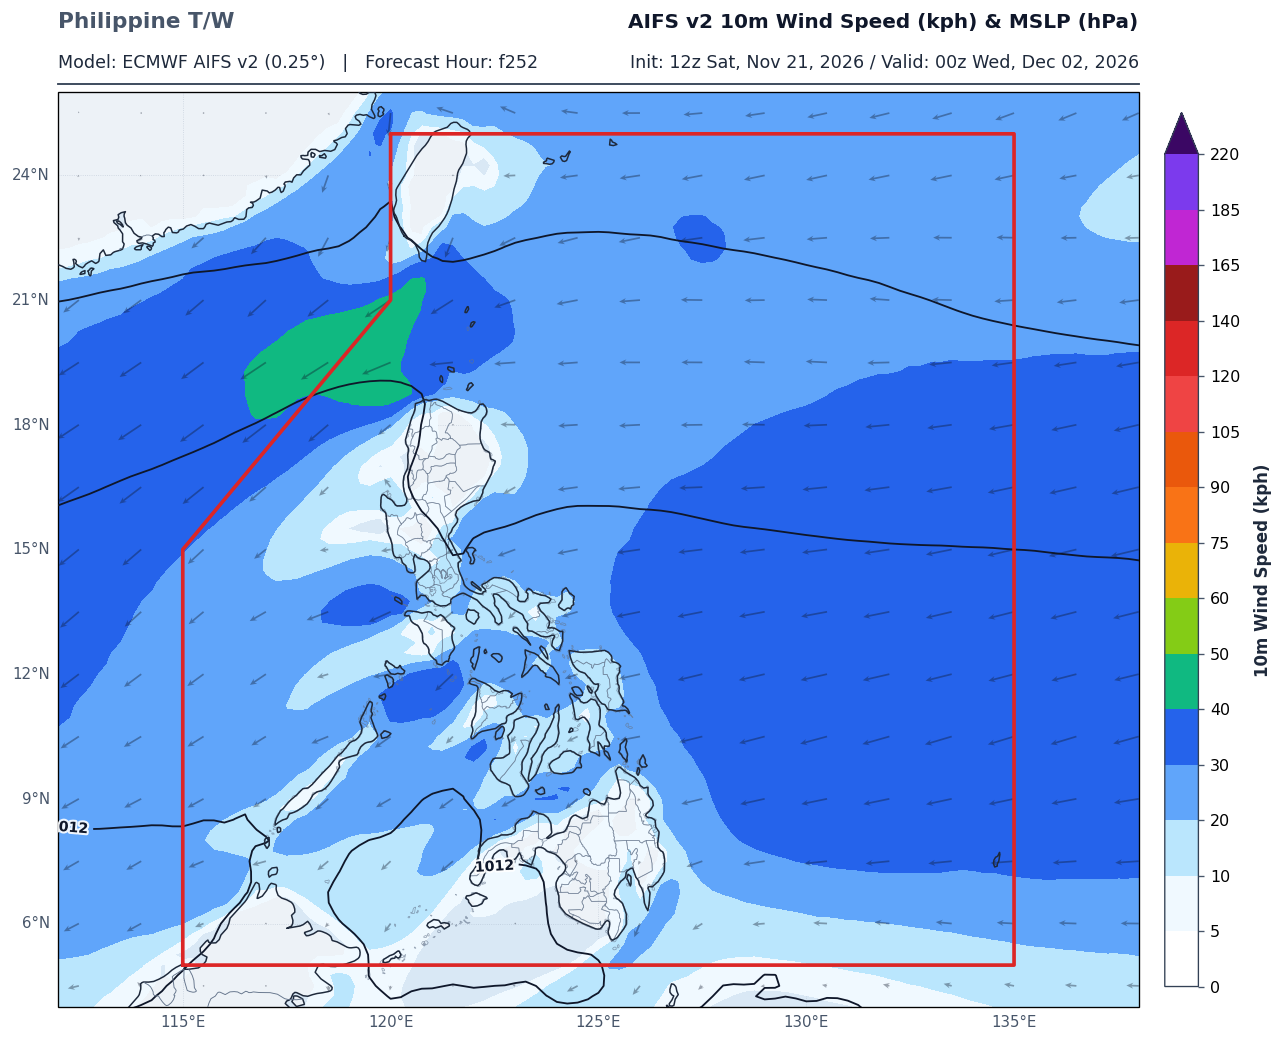 Philippine T/W
AIFS v2 10m Wind Speed (kph) & MSLP (hPa)
Model: ECMWF AIFS v2 (0.25°) | Forecast Hour: f252
Init: 12z Sat, Nov 21, 2026 / Valid: 00z Wed, Dec 02, 2026
24°N
21°N
18°N
15°N
12°N
9°N
6°N
115°E
120°E
125°E
130°E
135°E
012
1012
220
185
165
140
120
105
90
75
60
50
40
30
20
10
5
0
10m Wind Speed (kph)